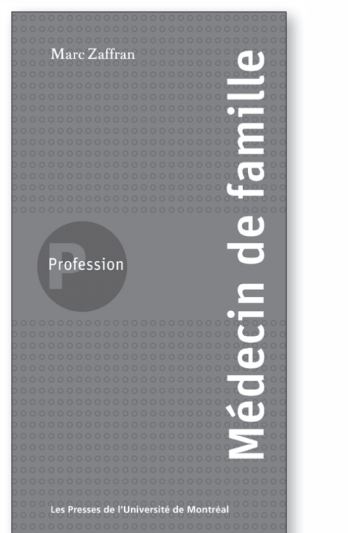 Marc Zaffran
Médecin de famille
P
Profession
Les Presses de l'Université de Montréal